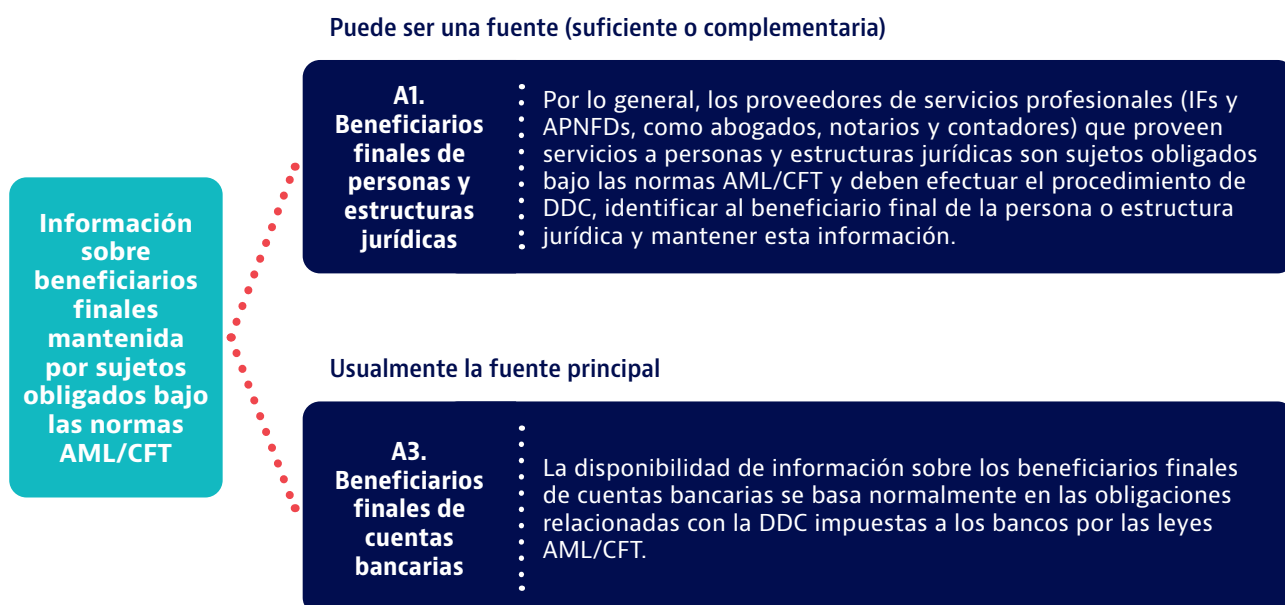 Puede ser una fuente (suficiente o complementaria)
A1.
Beneficiarios
finales de
personas y
estructuras
jurídicas
Por lo general, los proveedores de servicios profesionales (IFs y
APNFDs, como abogados, notarios y contadores) que proveen
servicios a personas y estructuras jurídicas son sujetos obligados
bajo las normas AML/CFT y deben efectuar el procedimiento de
DDC, identificar al beneficiario final de la persona o estructura
jurídica y mantener esta información.
Información
sobre
beneficiarios
finales
mantenida
por sujetos
obligados bajo
las normas
AML/CFT
Usualmente la fuente principal
A3.
Beneficiarios
finales de
cuentas
bancarias
La disponibilidad de información sobre los beneficiarios finales
de cuentas bancarias se basa normalmente en las obligaciones
relacionadas con la DDC impuestas a los bancos por las leyes
AML/CFT.